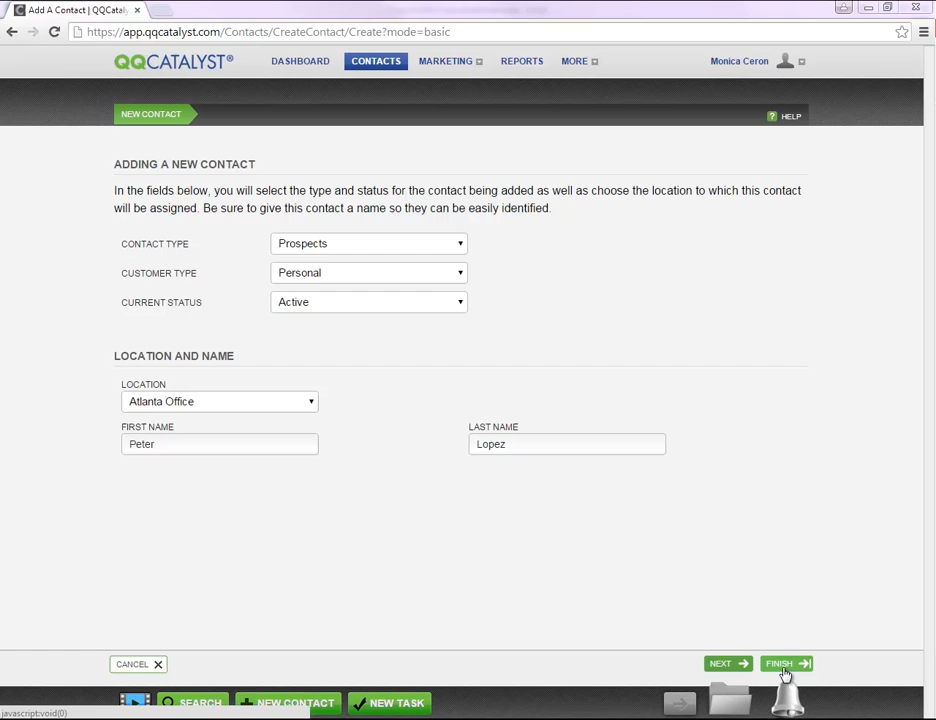 Add A Contact | QQCataly
https://app.qqcatalyst.com/Contacts/CreateContact/Create?mode=basic
QQCATALYST® DASHBOARD CONTACTS MARKETING REPORTS MORE Monica Ceron
NEW CONTACT ? HELP
ADDING A NEW CONTACT
In the fields below, you will select the type and status for the contact being added as well as choose the location to which this contact
will be assigned. Be sure to give this contact a name so they can be easily identified.
CONTACT TYPE Prospects
CUSTOMER TYPE Personal
CURRENT STATUS Active
LOCATION AND NAME
LOCATION
Atlanta Office
FIRST NAME LAST NAME
Peter Lopez
CANCEL NEXT FINISH
SEARCH NEW CONTACT NEW TASK
javascript:void(0)